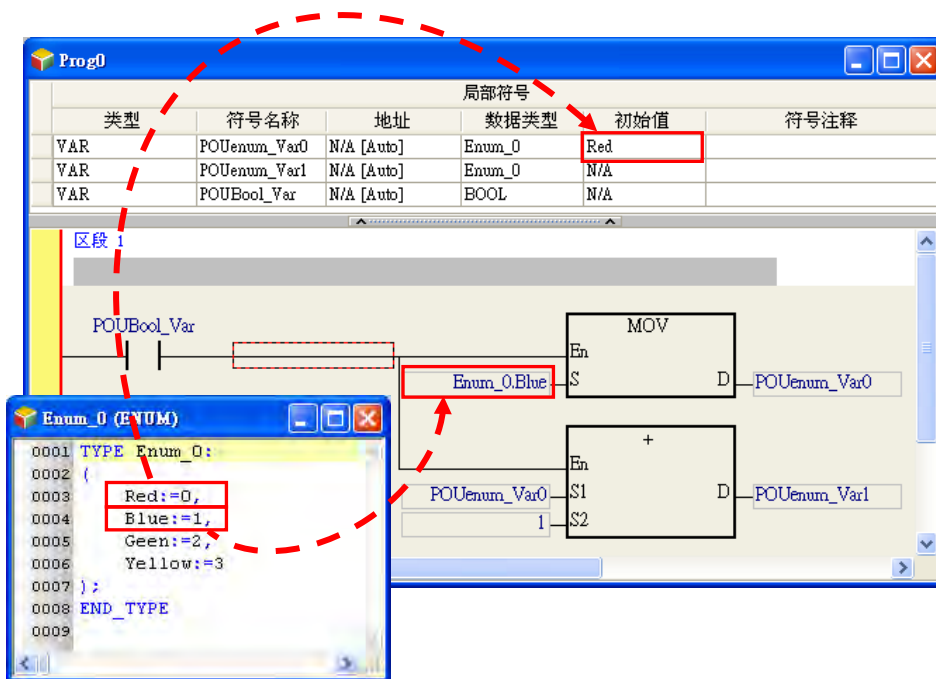 Prog0
局部符号
类型 符号名称 地址 数据类型 初始值 符号注释
VAR POUenum_Var0 N/A [Auto] Enum_0 Red
VAR POUenum_Var1 N/A [Auto] Enum_0 N/A
VAR POUBool_Var N/A [Auto] BOOL N/A
区段 1
POUBool_Var
MOV
En
Enum_0.Blue S D POUenum_Var0
+
En
POUenum_Var0 S1 D POUenum_Var1
1 S2
Enum_0 (ENUM)
0001 TYPE Enum_0:
0002 (
0003 Red:=0,
0004 Blue:=1,
0005 Geen:=2,
0006 Yellow:=3
0007 );
0008 END_TYPE
0009